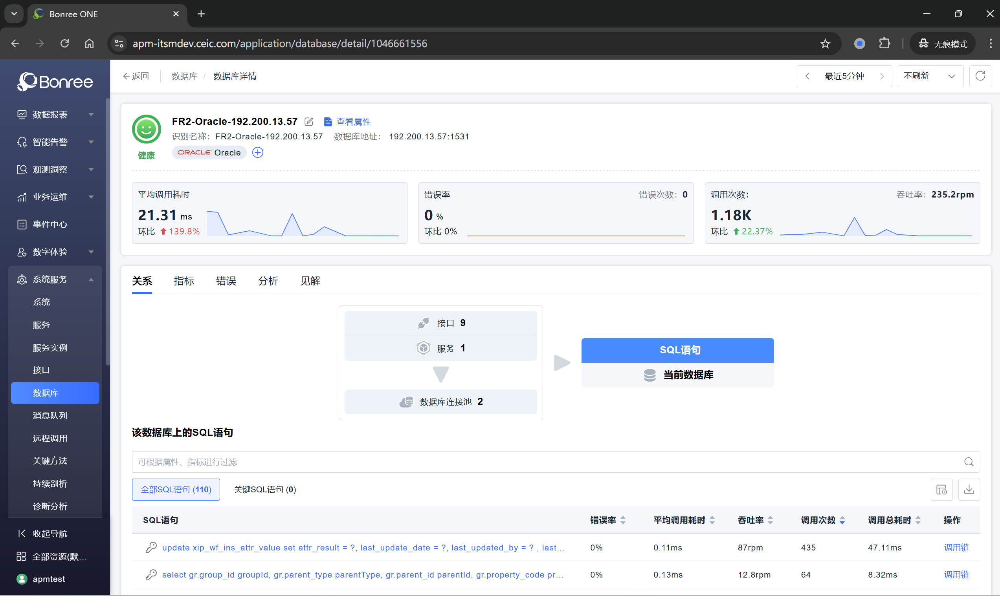 Bonree ONE
apm-itsmdev.ceic.com/application/database/detail/1046661556
无痕模式
Bonree
数据报表
智能告警
观测洞察
业务运维
事件中心
数字体验
系统服务
系统
服务
服务实例
接口
数据库
消息队列
远程调用
关键方法
持续剖析
诊断分析
收起导航
全部资源(默...
apmtest
返回 数据库 / 数据库详情
最近5分钟
不刷新
健康
FR2-Oracle-192.200.13.57 查看属性
识别名称: FR2-Oracle-192.200.13.57 数据库地址: 192.200.13.57:1531
ORACLE Oracle
平均调用耗时
21.31 ms
环比 139.8%
错误率 错误次数: 0
0 %
环比 0%
调用次数: 吞吐率: 235.2rpm
1.18K
环比 22.37%
关系 指标 错误 分析 见解
接口 9
服务 1
数据库连接池 2
SQL语句
当前数据库
该数据库上的SQL语句
可根据属性、指标进行过滤
全部SQL语句 (110) 关键SQL语句 (0)
SQL语句 错误率 平均调用耗时 吞吐率 调用次数 调用总耗时 操作
update xip_wf_ins_attr_value set attr_result = ?, last_update_date = ?, last_updated_by = ? , last... 0% 0.11ms 87rpm 435 47.11ms 调用链
select gr.group_id groupId, gr.parent_type parentType, gr.parent_id parentId, gr.property_code pr... 0% 0.13ms 12.8rpm 64 8.32ms 调用链